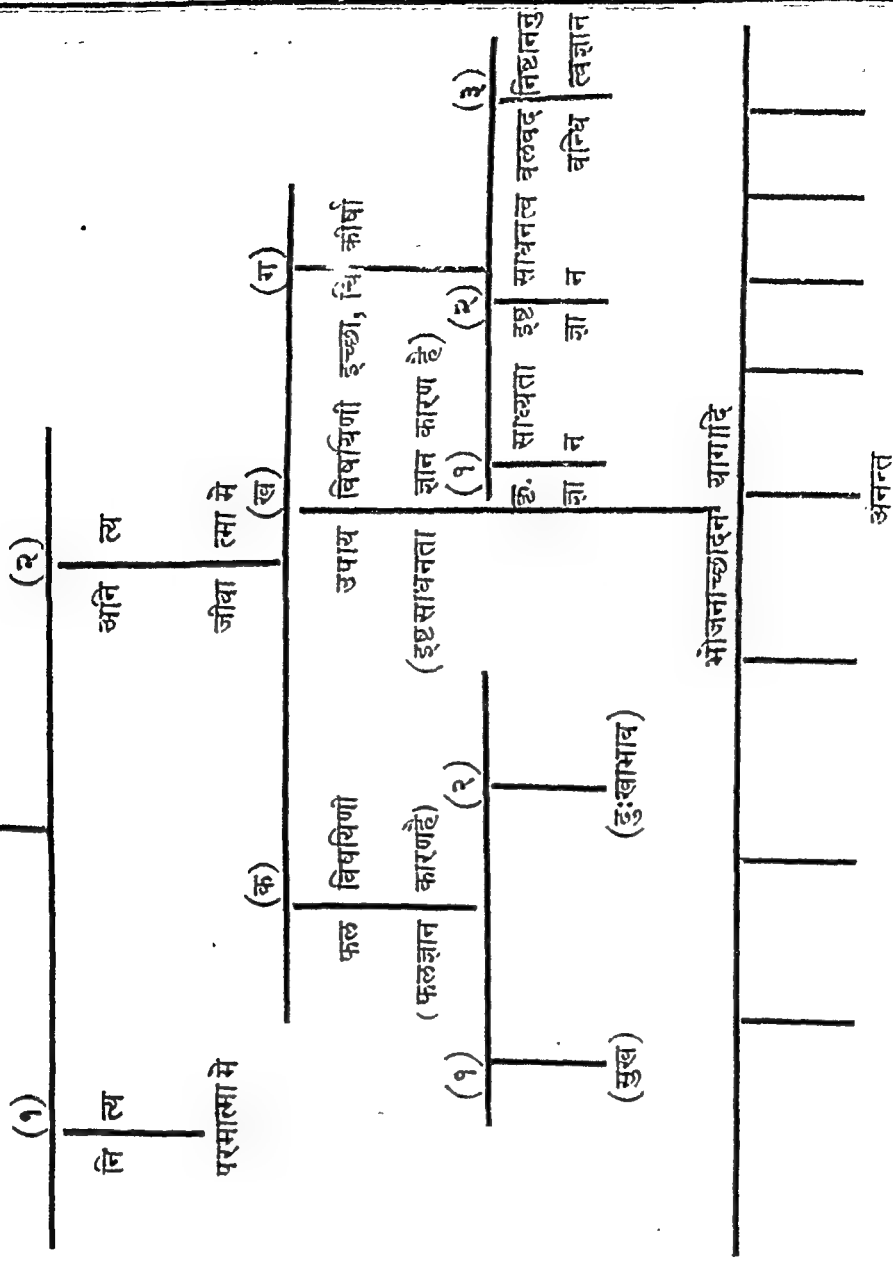 (१) (२)
नि त्य अनि त्य
परमात्मा मे जीवा त्मा मे
(क) (ख) (ग)
फल विषयिणी उपाय विषयिणी इच्छा, चि कीर्षा
(फलज्ञान कारणहै) (इष्टसाधनता ज्ञान कारण है)
(१) (२) (१) (२) (३)
कृ. साध्यता इष्ट साधनत्व बलवद् निष्टाननु
ज्ञा न ज्ञा न बन्धि त्वज्ञान
(सुख) (दुःखाभाव)
भोजनाच्छादन यागादि
अनन्त